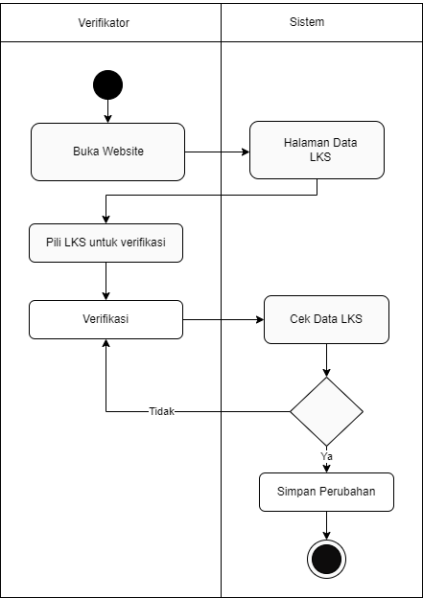 Verifikator
Sistem
Buka Website
Halaman Data
LKS
Pili LKS untuk verifikasi
Verifikasi
Cek Data LKS
Tidak
Ya
Simpan Perubahan